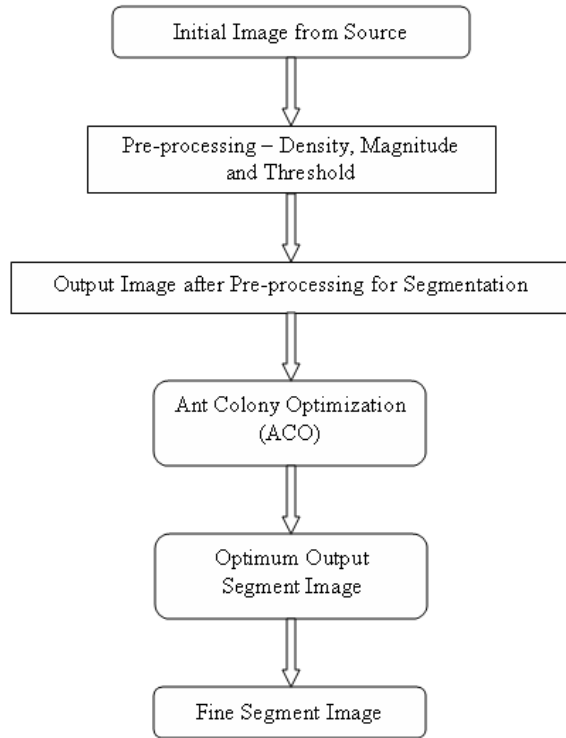 Initial Image from Source
Pre-processing – Density, Magnitude
and Threshold
Output Image after Pre-processing for Segmentation
Ant Colony Optimization
(ACO)
Optimum Output
Segment Image
Fine Segment Image